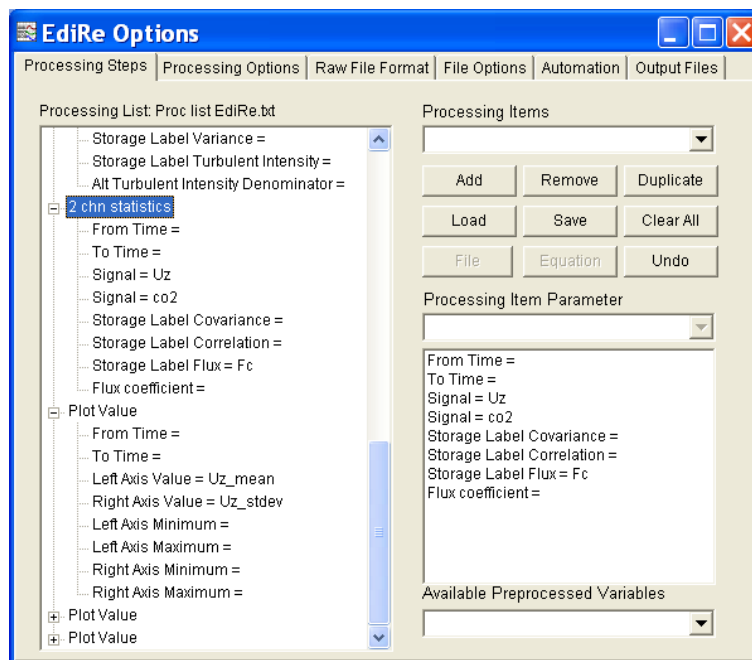 EdiRe Options
Processing Steps
Processing Options
Raw File Format
File Options
Automation
Output Files
Processing List: Proc list EdiRe.txt
Storage Label Variance =
Storage Label Turbulent Intensity =
Alt Turbulent Intensity Denominator =
2 chn statistics
From Time =
To Time =
Signal = Uz
Signal = co2
Storage Label Covariance =
Storage Label Correlation =
Storage Label Flux = Fc
Flux coefficient =
Plot Value
From Time =
To Time =
Left Axis Value = Uz_mean
Right Axis Value = Uz_stdev
Left Axis Minimum =
Left Axis Maximum =
Right Axis Minimum =
Right Axis Maximum =
Plot Value
Plot Value
Processing Items
Add
Remove
Duplicate
Load
Save
Clear All
File
Equation
Undo
Processing Item Parameter
From Time =
To Time =
Signal = Uz
Signal = co2
Storage Label Covariance =
Storage Label Correlation =
Storage Label Flux = Fc
Flux coefficient =
Available Preprocessed Variables